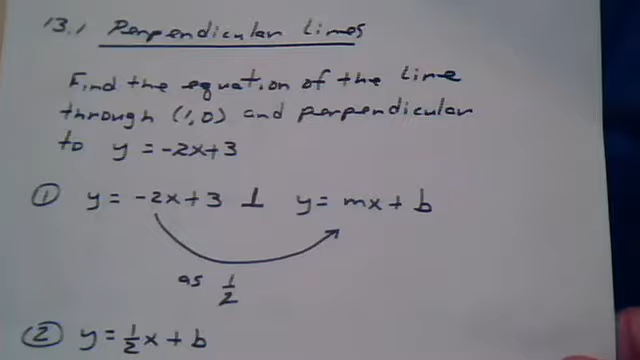 13.1 Perpendicular Lines
Find the equation of the line
through (1,0) and perpendicular
to y = -2x+3
① y = -2x+3 ⊥ y = mx + b
as 1/2
② y = 1/2 x + b